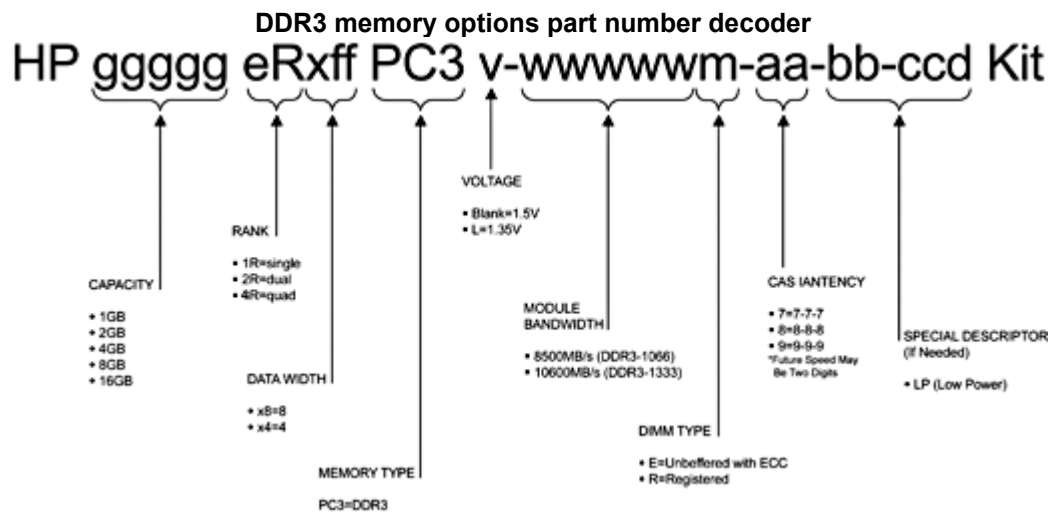 DDR3 memory options part number decoder
HP ggggg eRxff PC3 v-wwwwwm-aa-bb-ccd Kit
VOLTAGE
• Blank=1.5V
• L=1.35V
RANK
• 1R=single
• 2R=dual
• 4R=quad
CAPACITY
• 1GB
• 2GB
• 4GB
• 8GB
• 16GB
CAS IANTENCY
• 7=7-7-7
• 8=8-8-8
• 9=9-9-9
*Future Speed May
Be Two Digits
MODULE
BANDWIDTH
• 8500MB/s (DDR3-1066)
• 10600MB/s (DDR3-1333)
SPECIAL DESCRIPTOR
(If Needed)
• LP (Low Power)
DATA WIDTH
• x8=8
• x4=4
DIMM TYPE
• E=Unbeffered with ECC
• R=Registered
MEMORY TYPE
PC3=DDR3